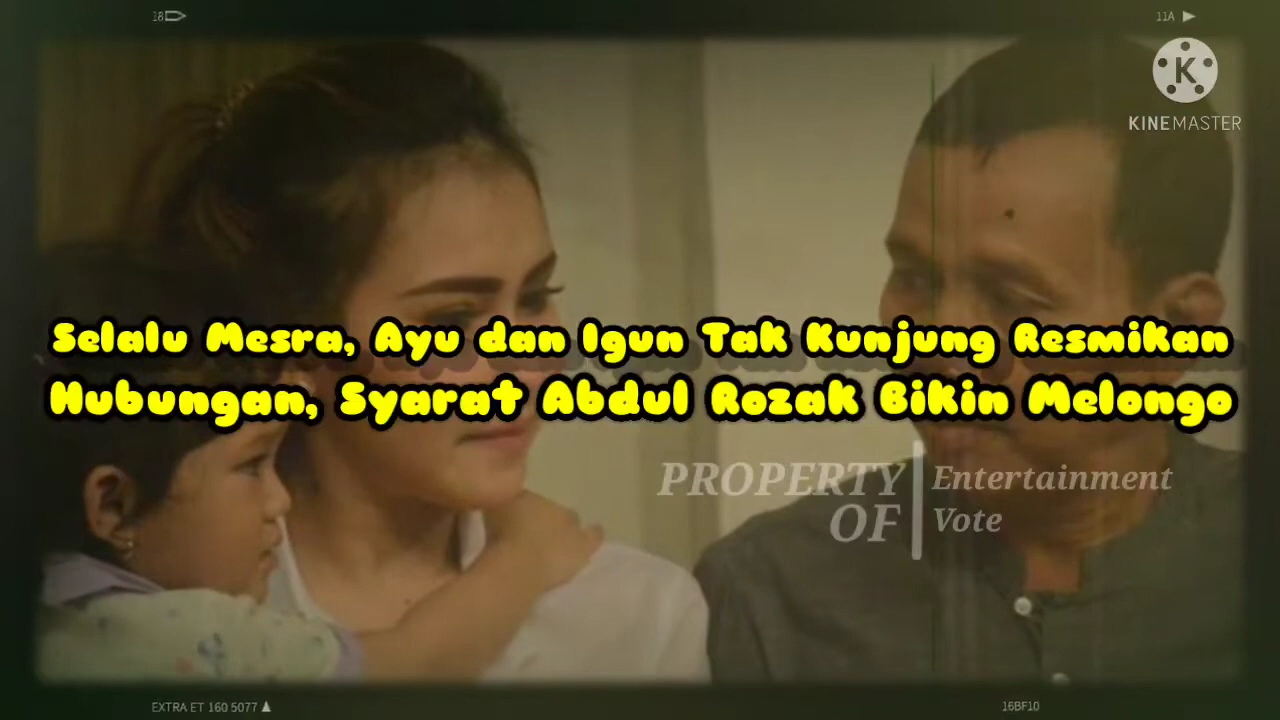 18
11A
K
KINEMASTER
Selalu Mesra, Ayu dan Igun Tak Kunjung Resmikan
Hubungan, Syarat Abdul Rozak Bikin Melongo
PROPERTY OF
Entertainment Vote
EXTRA ET 160 5077
16BF10